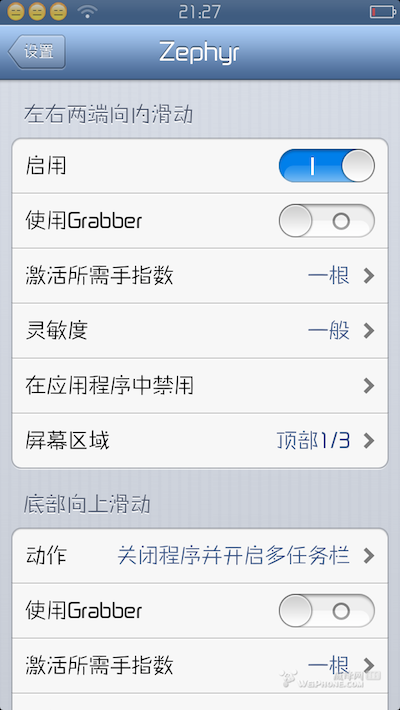 21:27
设置
Zephyr
左右两端向内滑动
启用
使用Grabber
激活所需手指数 一根
灵敏度 一般
在应用程序中禁用
屏幕区域 顶部1/3
底部向上滑动
动作 关闭程序并开启多任务栏
使用Grabber
激活所需手指数 一根
WEIPHONE.COM